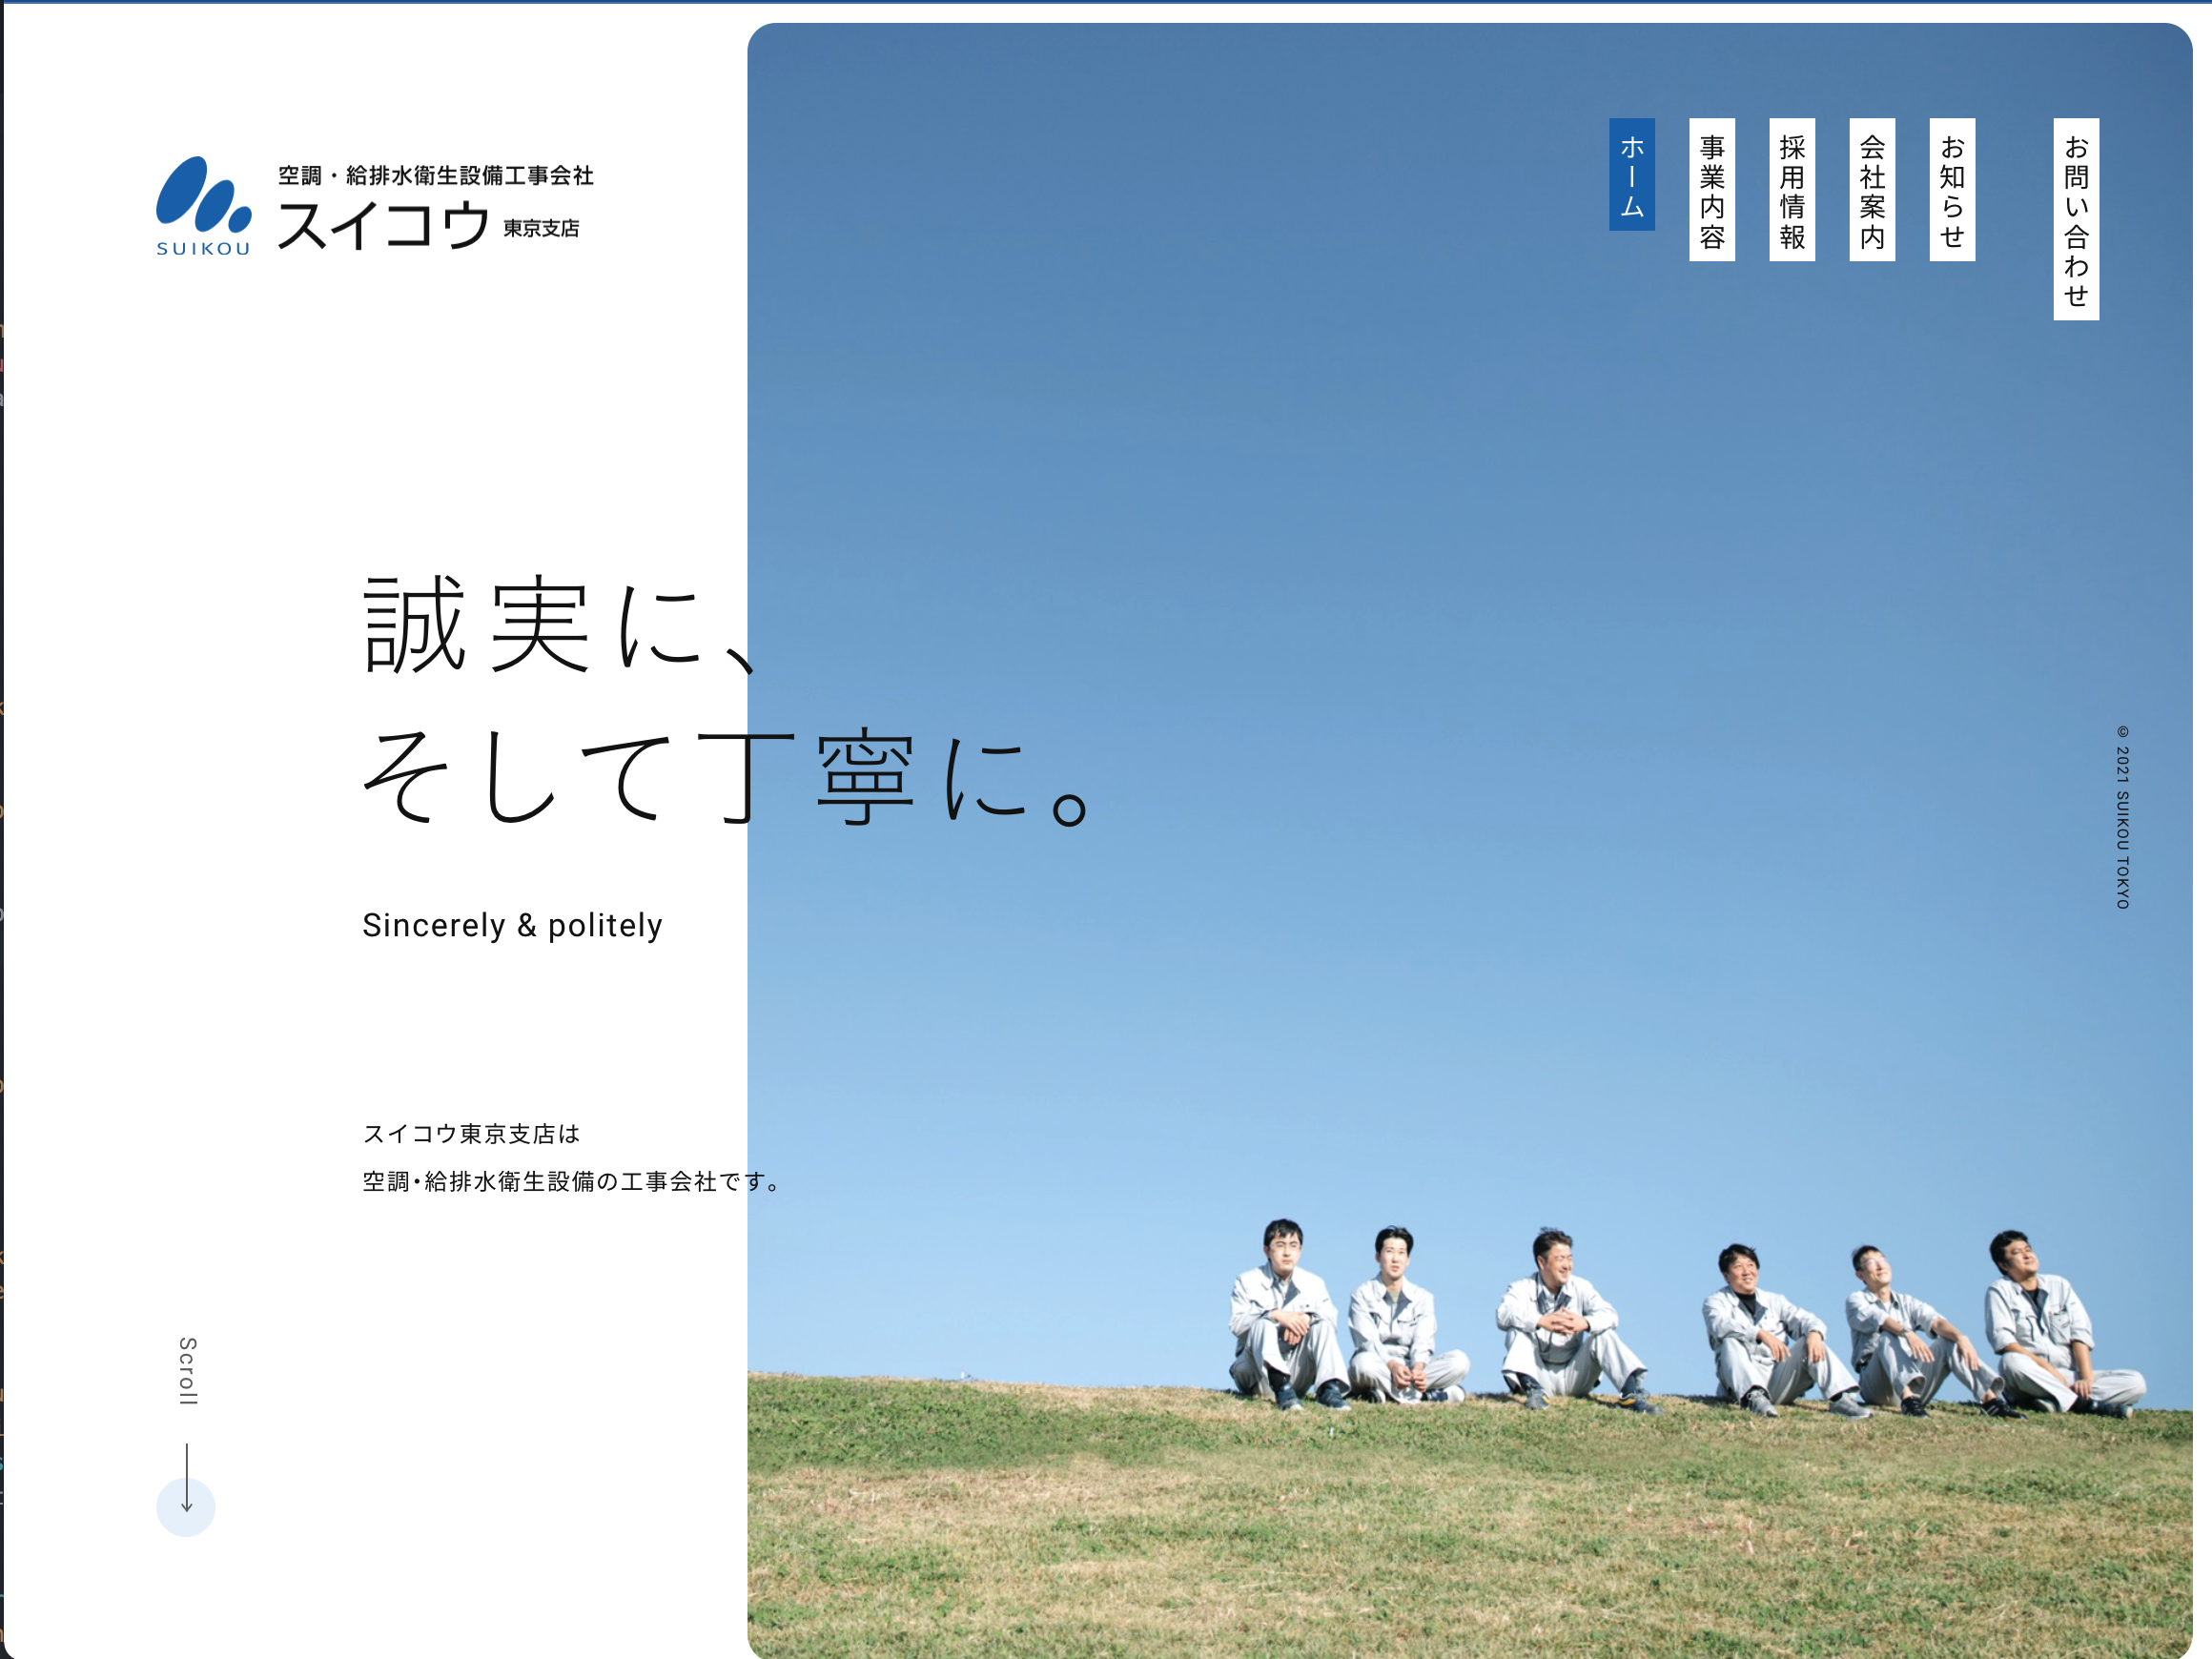 空調・給排水衛生設備工事会社
スイコウ 東京支店
SUIKOU
ホーム
事業内容
採用情報
会社案内
お知らせ
お問い合わせ
誠実に、
そして丁寧に。
Sincerely & politely
© 2021 SUIKOU TOKYO
スイコウ東京支店は
空調・給排水衛生設備の工事会社です。
Scroll